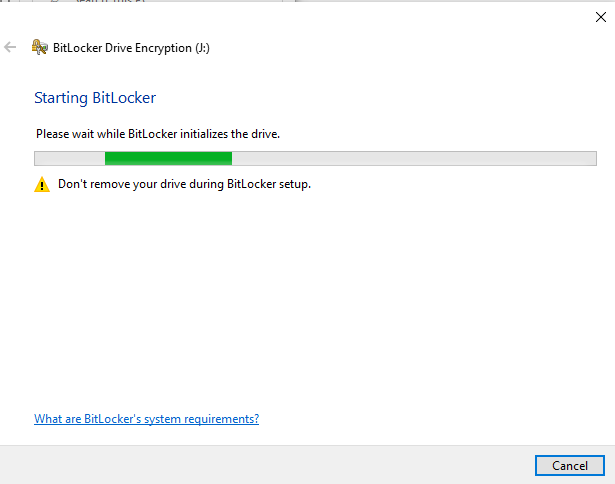 BitLocker Drive Encryption (J:)
Starting BitLocker
Please wait while BitLocker initializes the drive.
Don't remove your drive during BitLocker setup.
What are BitLocker's system requirements?
Cancel